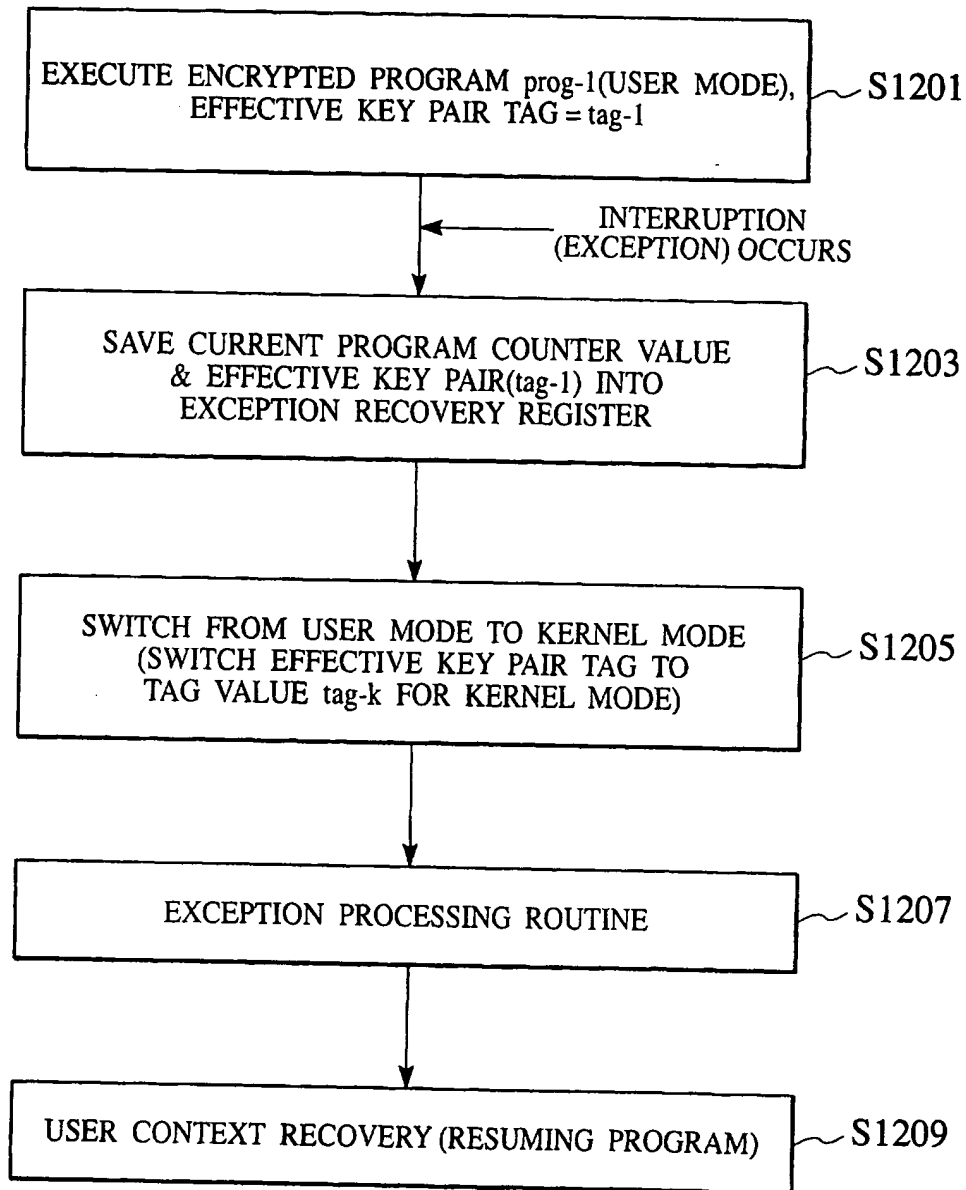 EXECUTE ENCRYPTED PROGRAM prog-1(USER MODE),
EFFECTIVE KEY PAIR TAG = tag-1
S1201
INTERRUPTION
(EXCEPTION) OCCURS
SAVE CURRENT PROGRAM COUNTER VALUE
& EFFECTIVE KEY PAIR(tag-1) INTO
EXCEPTION RECOVERY REGISTER
S1203
SWITCH FROM USER MODE TO KERNEL MODE
(SWITCH EFFECTIVE KEY PAIR TAG TO
TAG VALUE tag-k FOR KERNEL MODE)
S1205
EXCEPTION PROCESSING ROUTINE
S1207
USER CONTEXT RECOVERY (RESUMING PROGRAM)
S1209